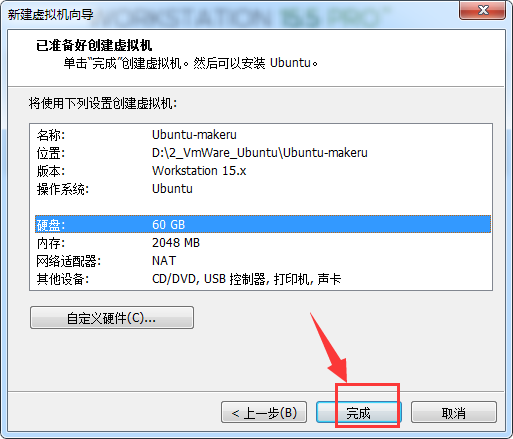 新建虚拟机向导
WORKSTATION 15.5 PRO™
已准备好创建虚拟机
单击“完成”创建虚拟机。然后可以安装 Ubuntu。
将使用下列设置创建虚拟机:
名称: Ubuntu-makeru
位置: D:\2_VmWare_Ubuntu\Ubuntu-makeru
版本: Workstation 15.x
操作系统: Ubuntu
硬盘: 60 GB
内存: 2048 MB
网络适配器: NAT
其他设备: CD/DVD, USB 控制器, 打印机, 声卡
自定义硬件(C)...
< 上一步(B) 完成 取消